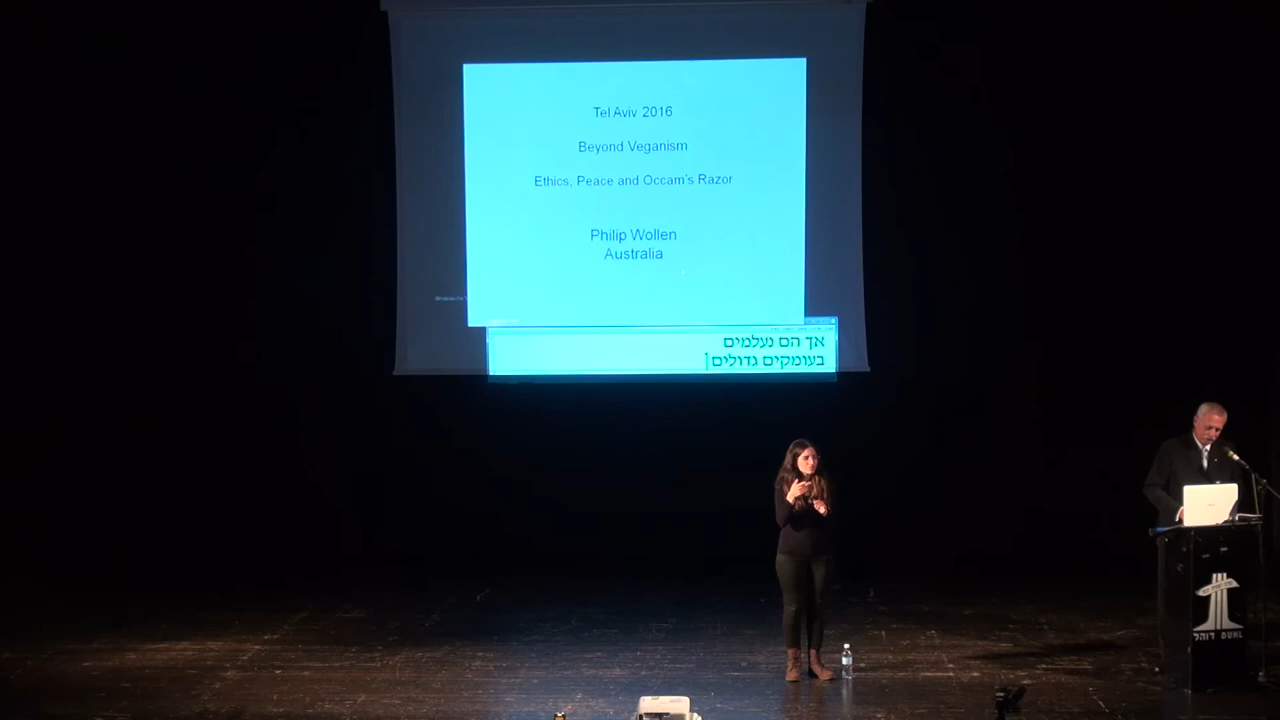 Tel Aviv 2016
Beyond Veganism
Ethics, Peace and Occam's Razor
Philip Wollen
Australia
אך הם נעלמים
בעומקים גדולים
דוהל DUHL